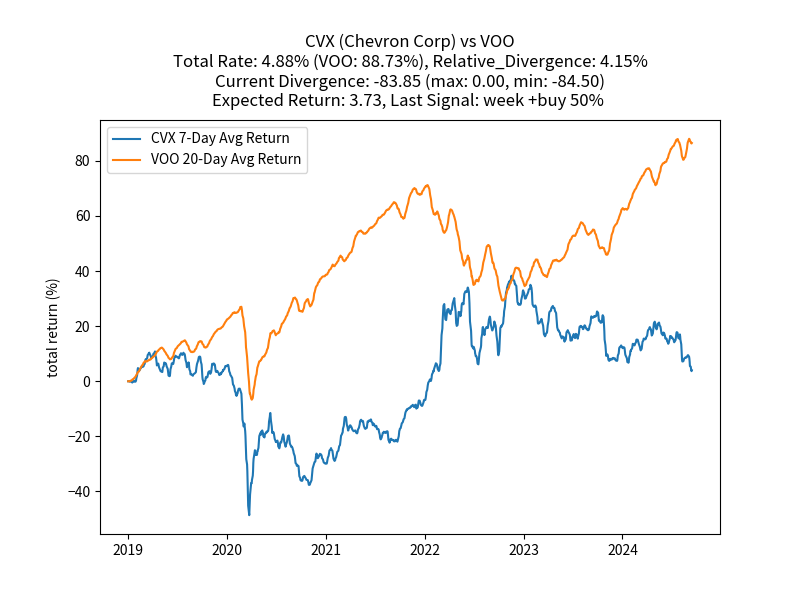 CVX (Chevron Corp) vs VOO
Total Rate: 4.88% (VOO: 88.73%), Relative_Divergence: 4.15%
Current Divergence: -83.85 (max: 0.00, min: -84.50)
Expected Return: 3.73, Last Signal: week +buy 50%
CVX 7-Day Avg Return
VOO 20-Day Avg Return
total return (%)
80
60
40
20
0
−20
−40
2019 2020 2021 2022 2023 2024